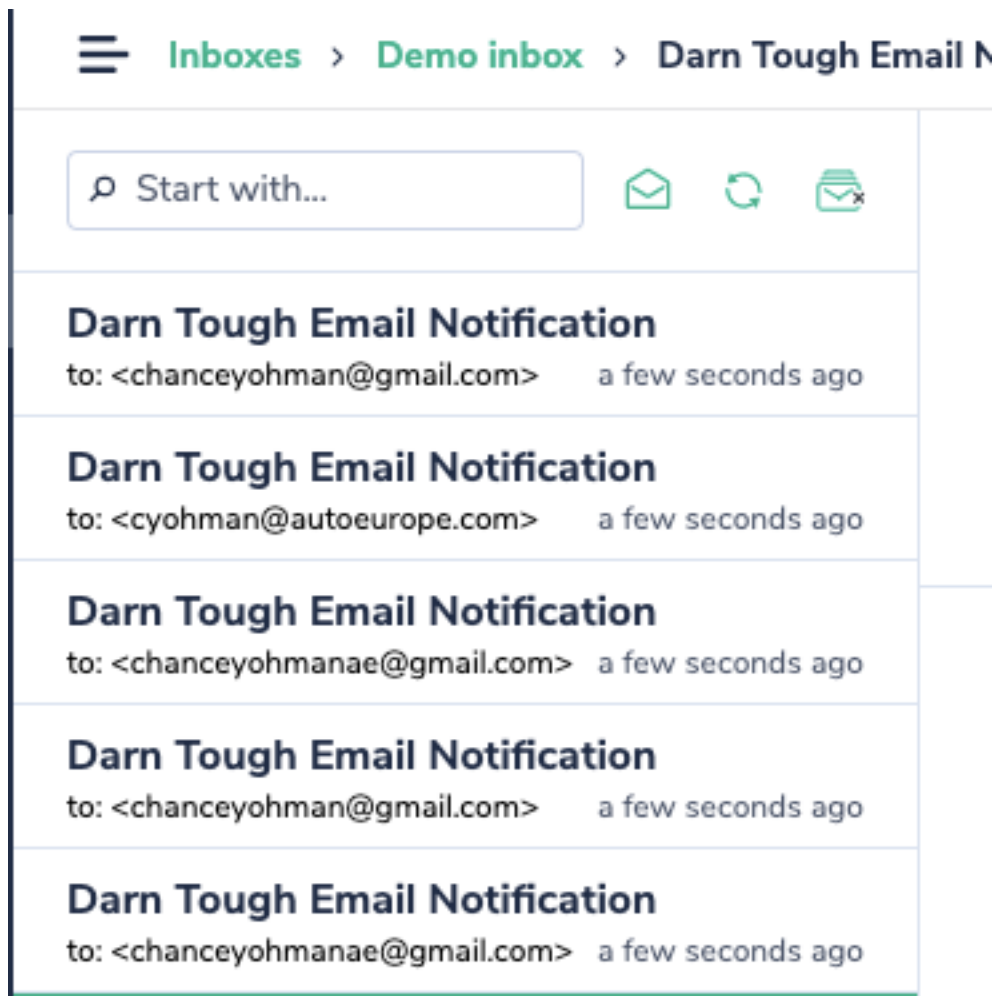 Inboxes > Demo inbox > Darn Tough Email N
Start with...
Darn Tough Email Notification
to: <chanceyohman@gmail.com> a few seconds ago
Darn Tough Email Notification
to: <cyohman@autoeurope.com> a few seconds ago
Darn Tough Email Notification
to: <chanceyohmanae@gmail.com> a few seconds ago
Darn Tough Email Notification
to: <chanceyohman@gmail.com> a few seconds ago
Darn Tough Email Notification
to: <chanceyohmanae@gmail.com> a few seconds ago